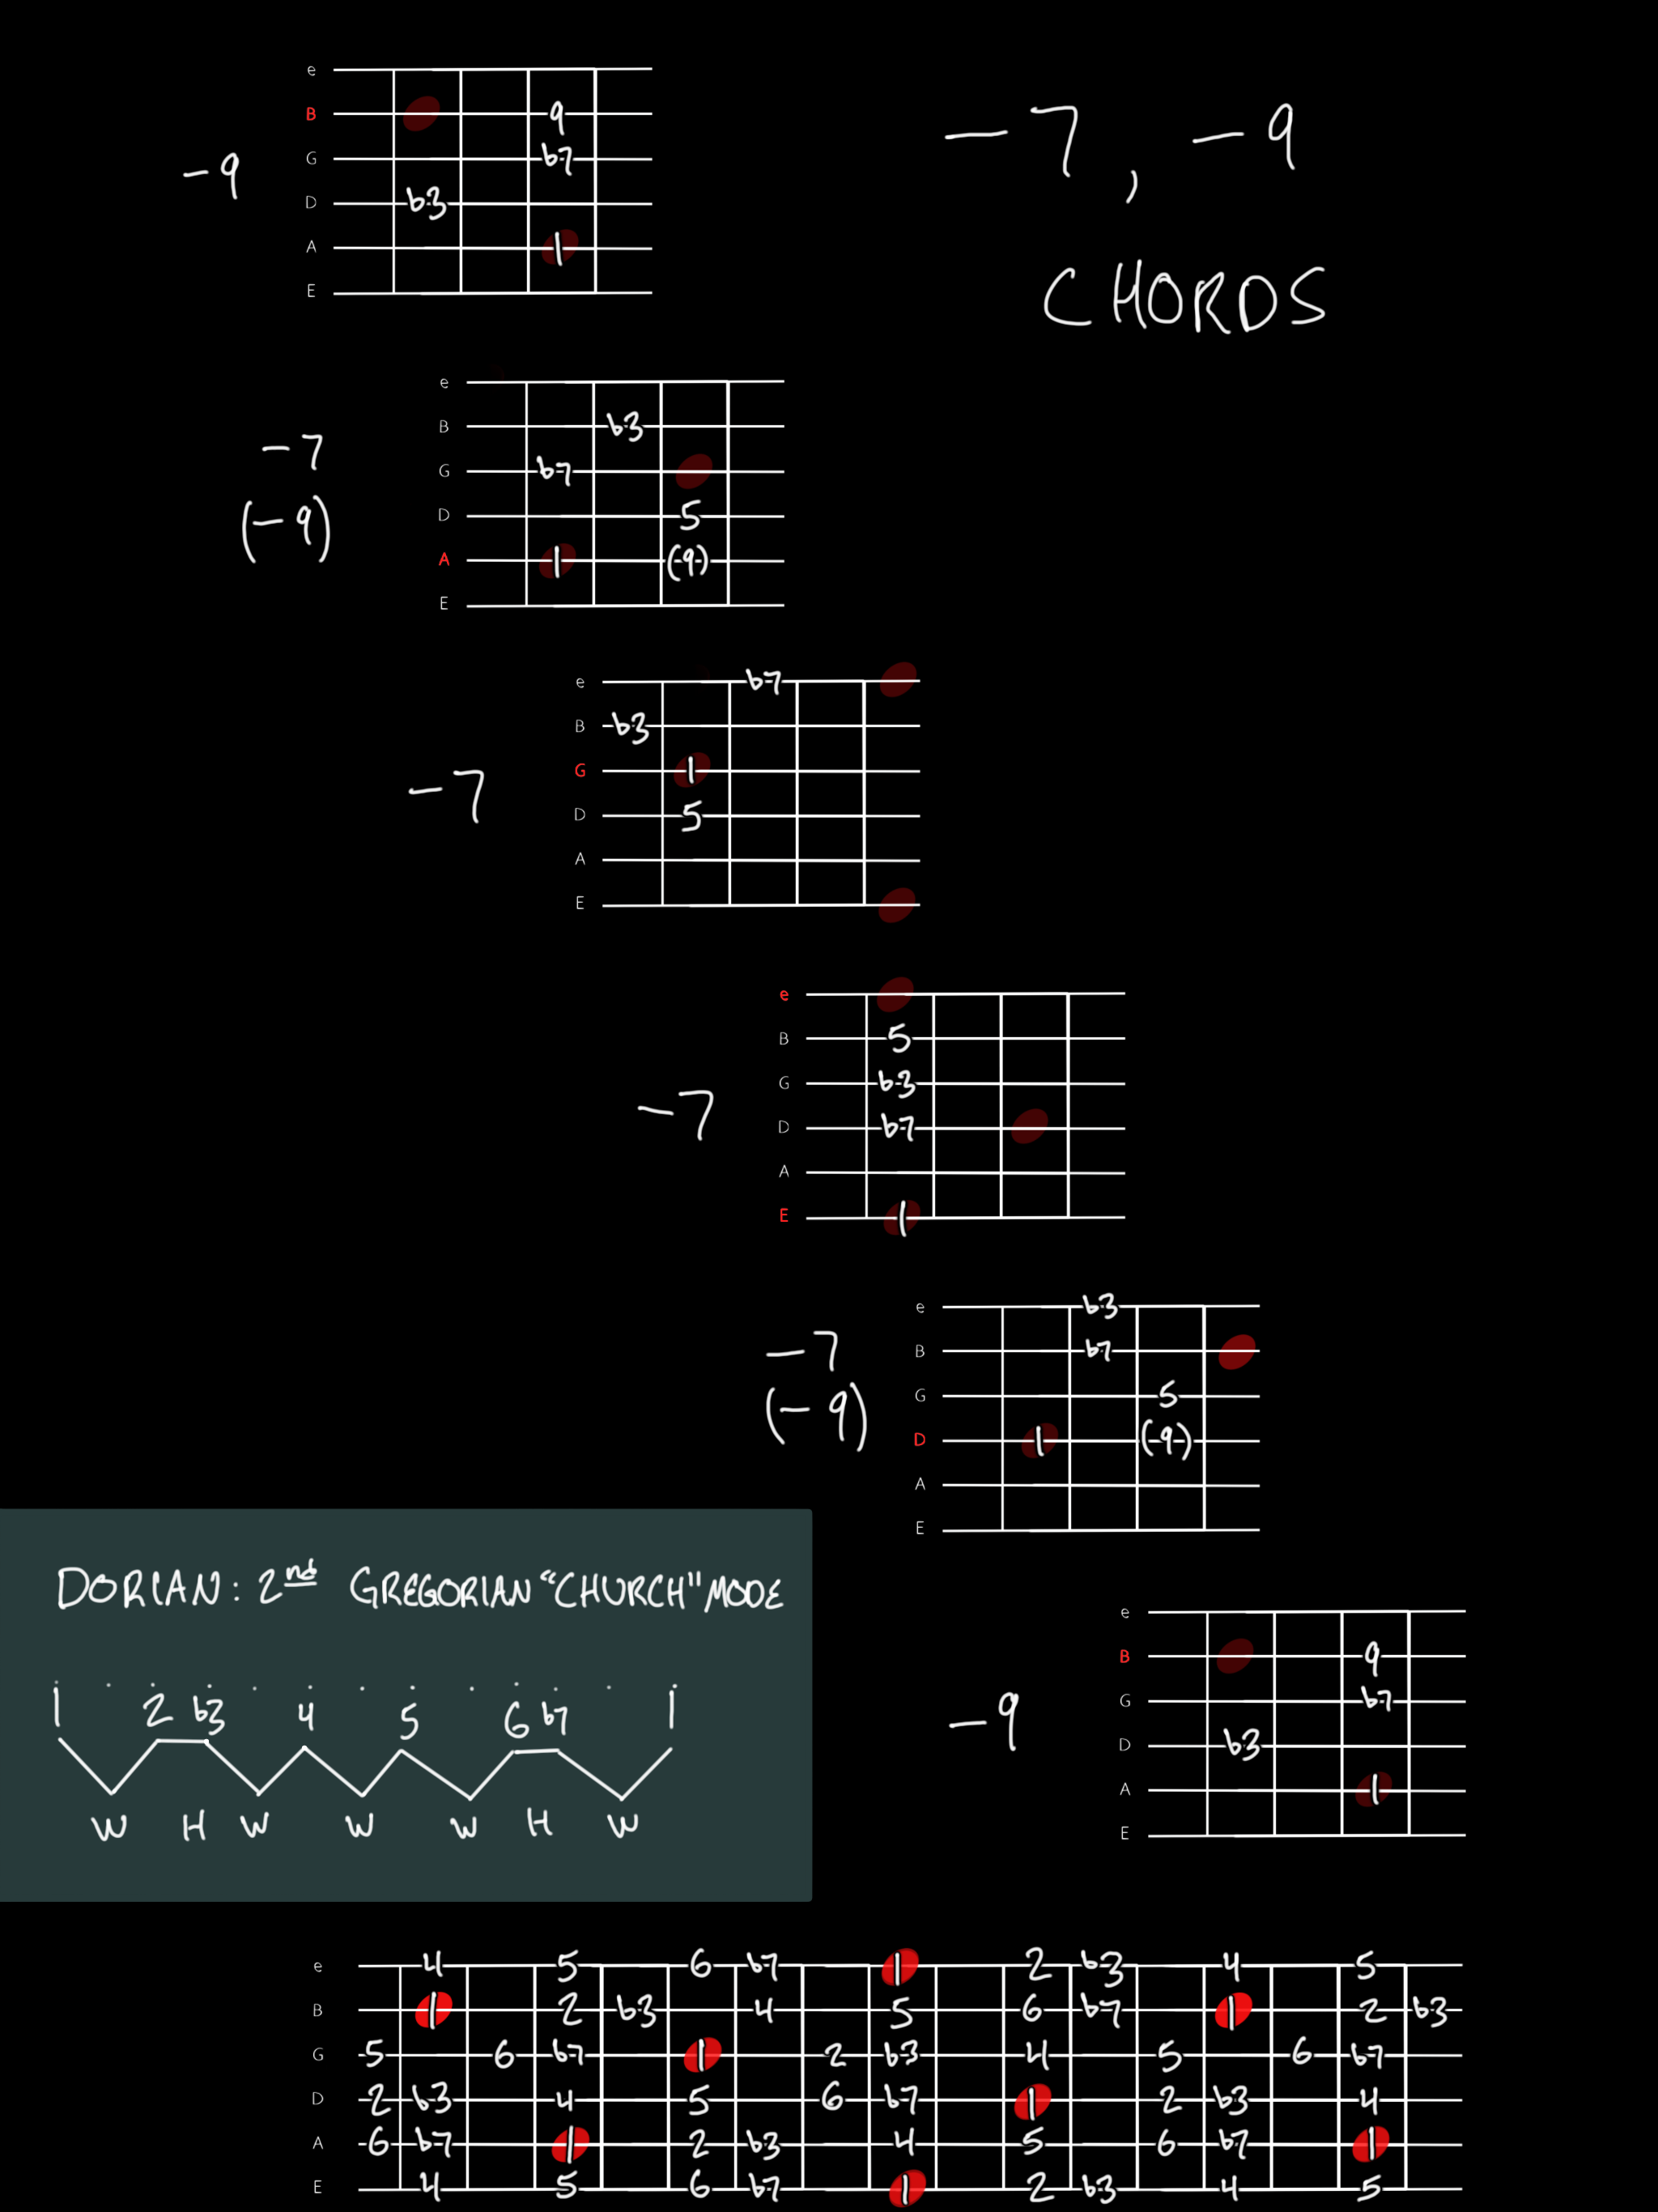 -7, -9
CHORDS
-9
e
B 9
G b7
D b3
A 1
E
-7
(-9)
e
B b3
G b7
D 5
A 1 (9)
E
-7
e b7
B b3
G 1
D 5
A
E
-7
e
B 5
G b3
D b7
A
E 1
-7
(-9)
e b3
B b7
G 5
D 1 (9)
A
E
-9
e
B 9
G b7
D b3
A 1
E
DORIAN: 2nd GREGORIAN "CHURCH" MODE
1 2 b3 4 5 6 b7 1
W H W W W H W
e 4 5 6 b7 1 2 b3 4 5
B 1 2 b3 4 5 6 b7 1 2 b3
G 5 6 b7 1 2 b3 4 5 6 b7
D 2 b3 4 5 6 b7 1 2 b3 4
A 6 b7 1 2 b3 4 5 6 b7 1
E 4 5 6 b7 1 2 b3 4 5